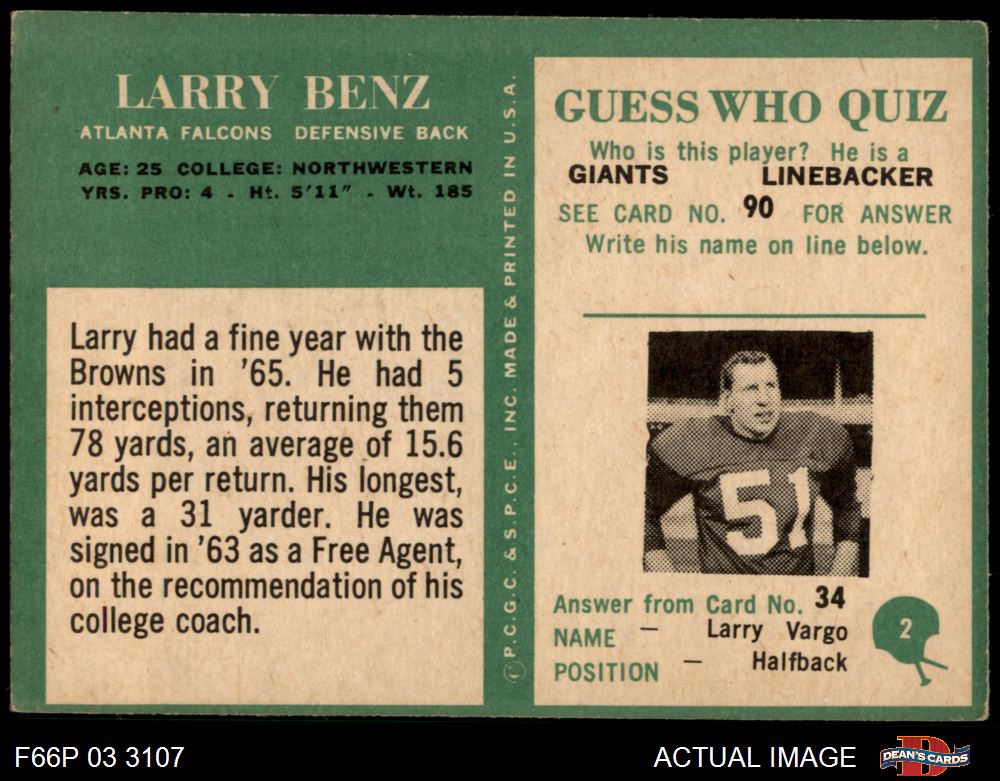 LARRY BENZ
ATLANTA FALCONS DEFENSIVE BACK
AGE: 25 COLLEGE: NORTHWESTERN
YRS. PRO: 4 - Ht. 5'11" - Wt. 185
Larry had a fine year with the
Browns in '65. He had 5
interceptions, returning them
78 yards, an average of 15.6
yards per return. His longest,
was a 31 yarder. He was
signed in '63 as a Free Agent,
on the recommendation of his
college coach.
Ⓒ P.C.G.C. & S.P.C.E., INC. MADE & PRINTED IN U.S.A.
GUESS WHO QUIZ
Who is this player? He is a
GIANTS LINEBACKER
SEE CARD NO. 90 FOR ANSWER
Write his name on line below.
51
Answer from Card No. 34
NAME — Larry Vargo
POSITION — Halfback
2
F66P 03 3107
ACTUAL IMAGE
D
DEAN'S CARDS